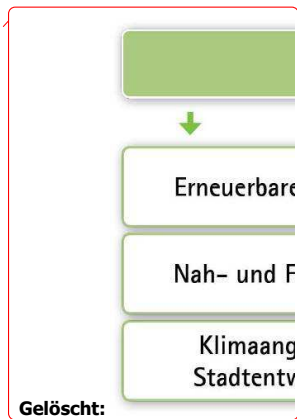 Erneuerbare
Nah- und F
Klimaang
Stadtentw
Gelöscht: